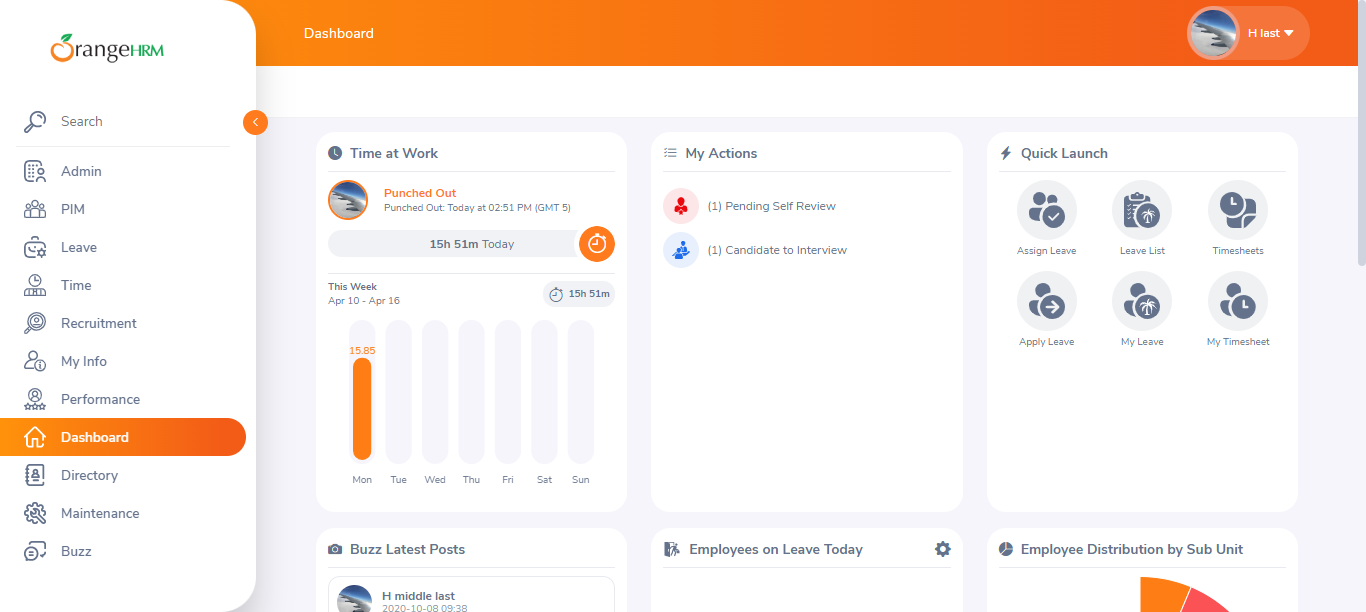 OrangeHRM
Dashboard
H last
Search
Admin
PIM
Leave
Time
Recruitment
My Info
Performance
Dashboard
Directory
Maintenance
Buzz
Time at Work
Punched Out
Punched Out: Today at 02:51 PM (GMT 5)
15h 51m Today
This Week
Apr 10 - Apr 16
15h 51m
15.85
Mon Tue Wed Thu Fri Sat Sun
My Actions
(1) Pending Self Review
(1) Candidate to Interview
Quick Launch
Assign Leave
Leave List
Timesheets
Apply Leave
My Leave
My Timesheet
Buzz Latest Posts
H middle last
2020-10-08 09:38
Employees on Leave Today
Employee Distribution by Sub Unit